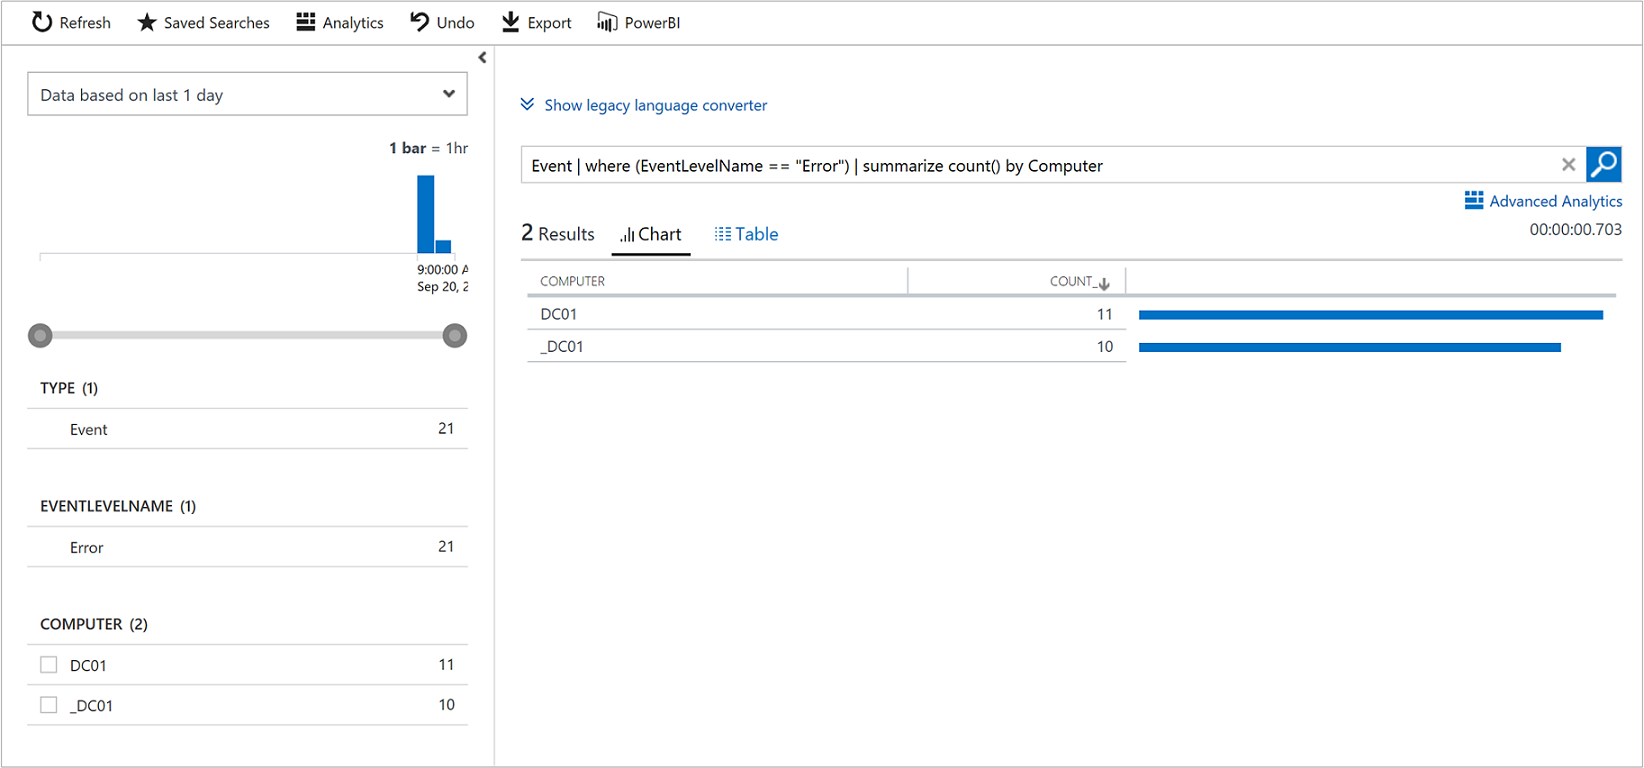 Refresh Saved Searches Analytics Undo Export PowerBI
Data based on last 1 day
1 bar = 1hr
9:00:00 A
Sep 20, 2
TYPE (1)
Event 21
EVENTLEVELNAME (1)
Error 21
COMPUTER (2)
DC01 11
_DC01 10
Show legacy language converter
Event | where (EventLevelName == "Error") | summarize count() by Computer
Advanced Analytics
2 Results Chart Table
00:00:00.703
COMPUTER COUNT_
DC01 11
_DC01 10